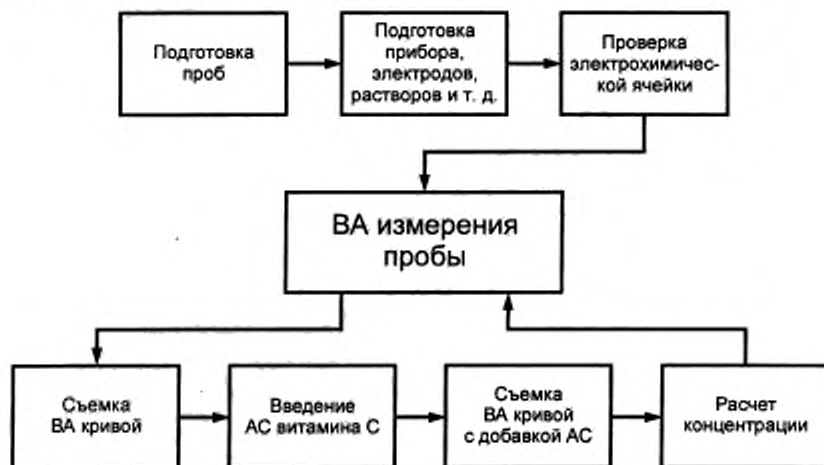 Подготовка
проб
Подготовка
прибора,
электродов,
растворов и т. д.
Проверка
электрохимичес-
кой ячейки
ВА измерения
пробы
Съемка
ВА кривой
Введение
АС витамина С
Съемка
ВА кривой
с добавкой АС
Расчет
концентрации